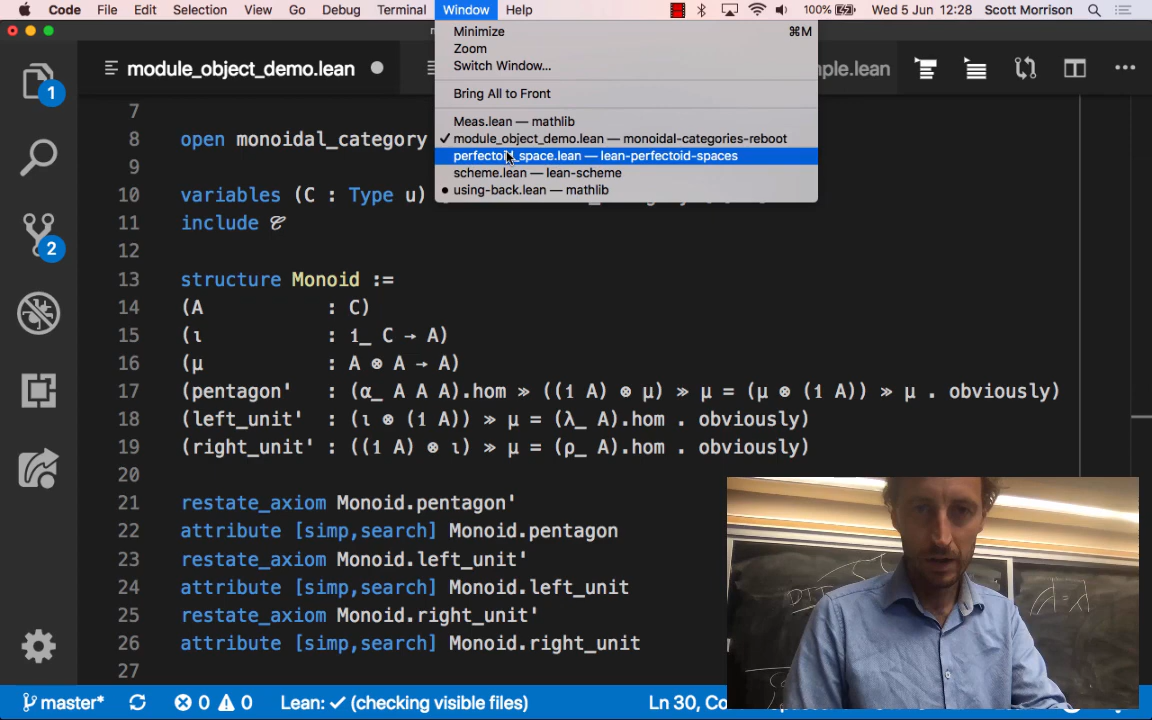 Code File Edit Selection View Go Debug Terminal Window Help 100% Wed 5 Jun 12:28 Scott Morrison
Minimize ⌘M
Zoom
Switch Window...
Bring All to Front
Meas.lean — mathlib
✓ module_object_demo.lean — monoidal-categories-reboot
perfectoid_space.lean — lean-perfectoid-spaces
scheme.lean — lean-scheme
using-back.lean — mathlib
module_object_demo.lean
1
2
7
8 open monoidal_category
9
10 variables (C : Type u)
11 include 𝒞
12
13 structure Monoid :=
14 (A : C)
15 (ι : 1_ C ⟶ A)
16 (μ : A ⊗ A ⟶ A)
17 (pentagon' : (α_ A A A).hom ≫ ((1 A) ⊗ μ) ≫ μ = (μ ⊗ (1 A)) ≫ μ . obviously)
18 (left_unit' : (ι ⊗ (1 A)) ≫ μ = (λ_ A).hom . obviously)
19 (right_unit' : ((1 A) ⊗ ι) ≫ μ = (ρ_ A).hom . obviously)
20
21 restate_axiom Monoid.pentagon'
22 attribute [simp,search] Monoid.pentagon
23 restate_axiom Monoid.left_unit'
24 attribute [simp,search] Monoid.left_unit
25 restate_axiom Monoid.right_unit'
26 attribute [simp,search] Monoid.right_unit
27
master* 0 0 Lean: ✓ (checking visible files) Ln 30,